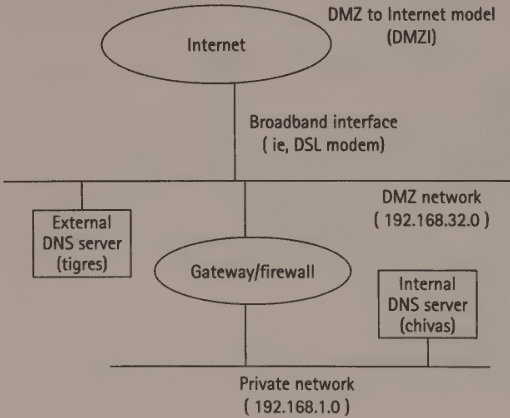 DMZ to Internet model
(DMZI)
Internet
Broadband interface
( ie, DSL modem)
DMZ network
( 192.168.32.0 )
External
DNS server
(tigres)
Gateway/firewall
Internal
DNS server
(chivas)
Private network
( 192.168.1.0 )